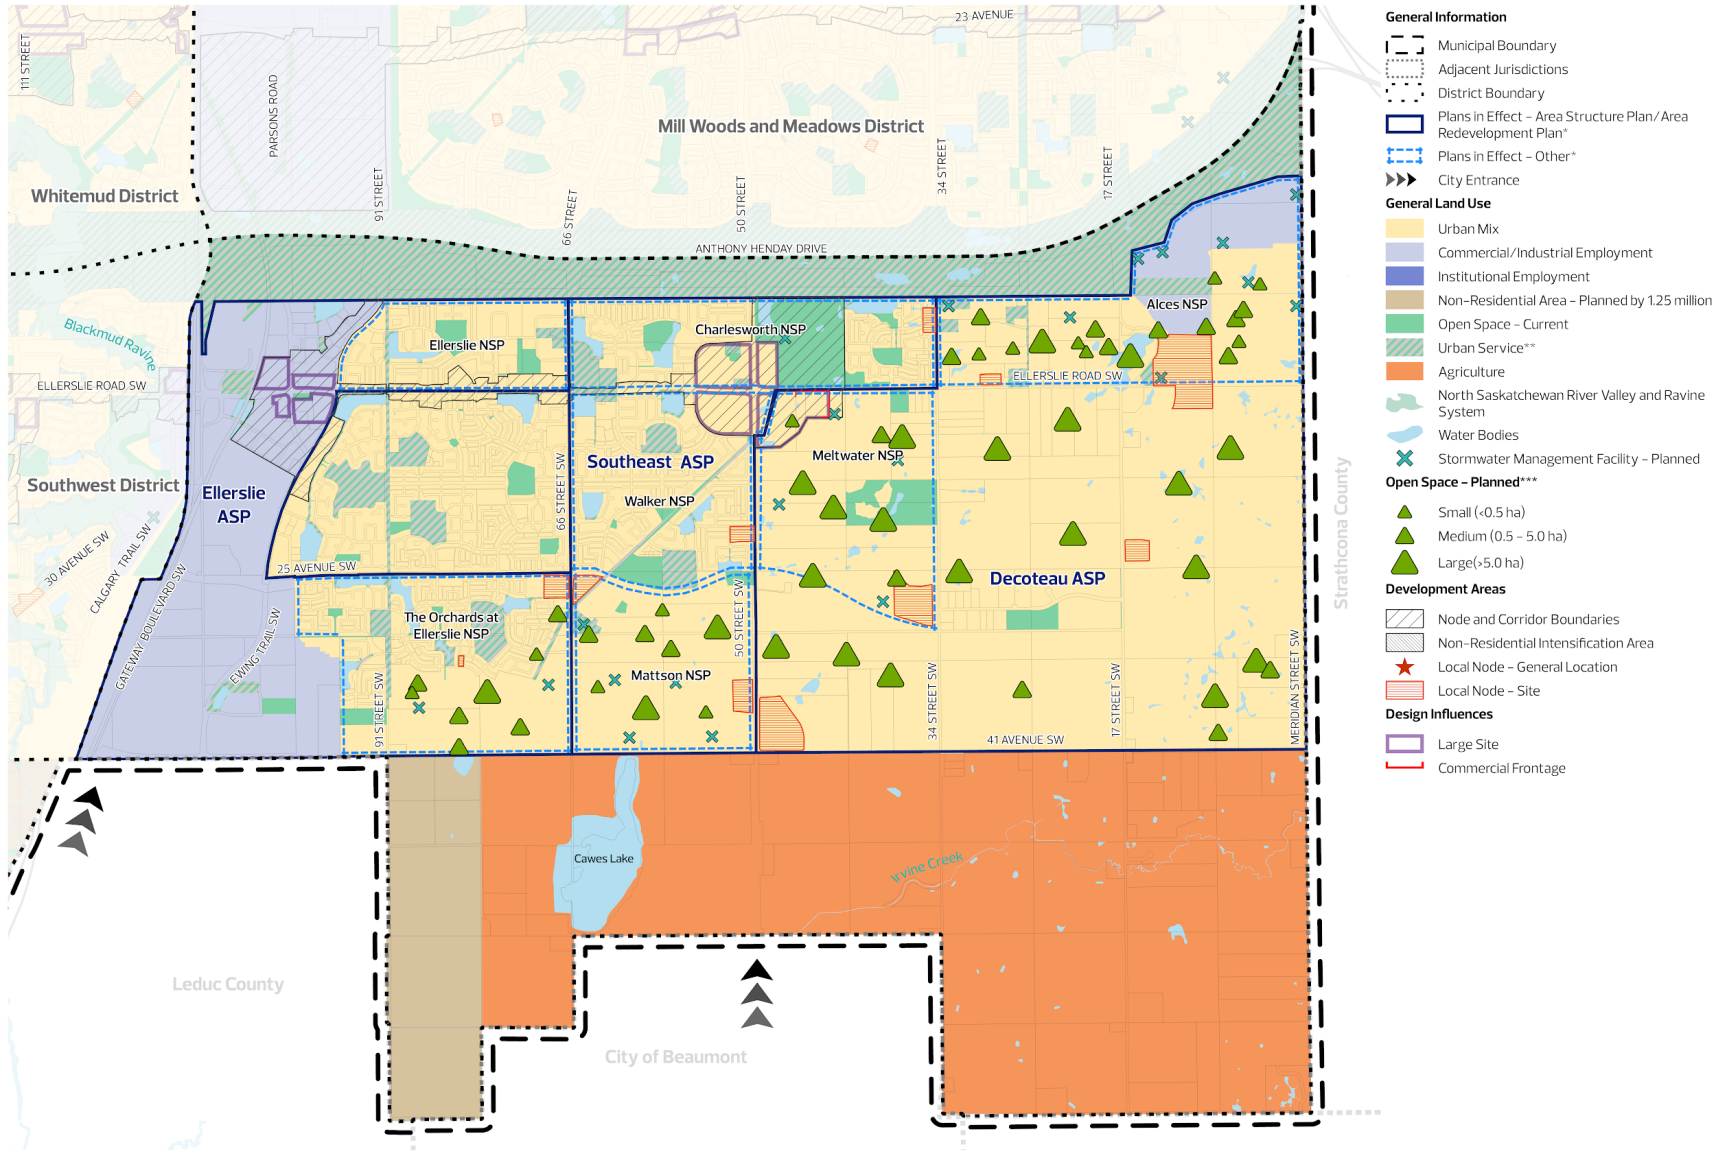 23 AVENUE
111 STREET
PARSONS ROAD
Mill Woods and Meadows District
34 STREET
17 STREET
91 STREET
66 STREET
50 STREET
Whitemud District
ANTHONY HENDAY DRIVE
Alces NSP
Blackmud Ravine
Ellerslie NSP
Charlesworth NSP
ELLERSLIE ROAD SW
ELLERSLIE ROAD SW
Southwest District
Ellerslie
ASP
Southeast ASP
Meltwater NSP
66 STREET SW
Walker NSP
Strathcona County
30 AVENUE SW
CALGARY TRAIL SW
GATEWAY BOULEVARD SW
25 AVENUE SW
Decoteau ASP
EWING TRAIL SW
The Orchards at
Ellerslie NSP
50 STREET SW
Mattson NSP
91 STREET SW
34 STREET SW
17 STREET SW
MERIDIAN STREET SW
41 AVENUE SW
Cawes Lake
Irvine Creek
Leduc County
City of Beaumont
General Information
Municipal Boundary
Adjacent Jurisdictions
District Boundary
Plans in Effect - Area Structure Plan/Area
Redevelopment Plan*
Plans in Effect - Other*
City Entrance
General Land Use
Urban Mix
Commercial/Industrial Employment
Institutional Employment
Non-Residential Area - Planned by 1.25 million
Open Space - Current
Urban Service**
Agriculture
North Saskatchewan River Valley and Ravine
System
Water Bodies
Stormwater Management Facility - Planned
Open Space - Planned***
Small (<0.5 ha)
Medium (0.5 - 5.0 ha)
Large(>5.0 ha)
Development Areas
Node and Corridor Boundaries
Non-Residential Intensification Area
Local Node - General Location
Local Node - Site
Design Influences
Large Site
Commercial Frontage